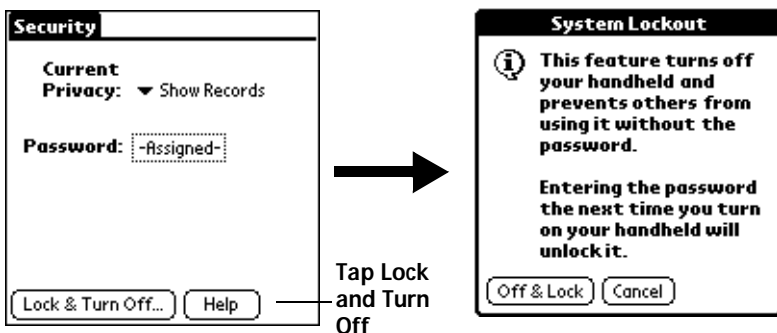 Security
Current
Privacy: Show Records
Password: -Assigned-
Lock & Turn Off... Help
Tap Lock
and Turn
Off
System Lockout
This feature turns off
your handheld and
prevents others from
using it without the
password.
Entering the password
the next time you turn
on your handheld will
unlock it.
Off & Lock Cancel